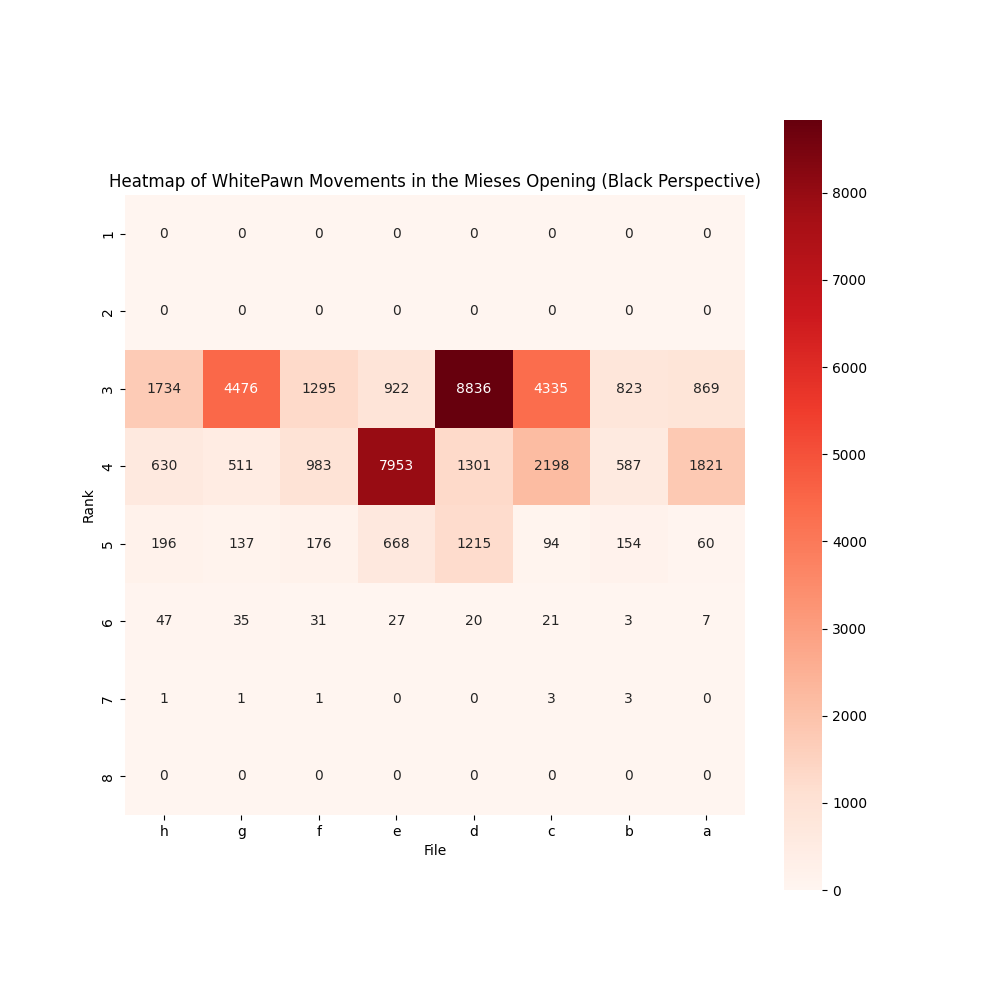 Heatmap of WhitePawn Movements in the Mieses Opening (Black Perspective)
1 0 0 0 0 0 0 0 0
2 0 0 0 0 0 0 0 0
3 1734 4476 1295 922 8836 4335 823 869
4 630 511 983 7953 1301 2198 587 1821
5 196 137 176 668 1215 94 154 60
6 47 35 31 27 20 21 3 7
7 1 1 1 0 0 3 3 0
8 0 0 0 0 0 0 0 0
Rank
h g f e d c b a
File
8000
7000
6000
5000
4000
3000
2000
1000
0